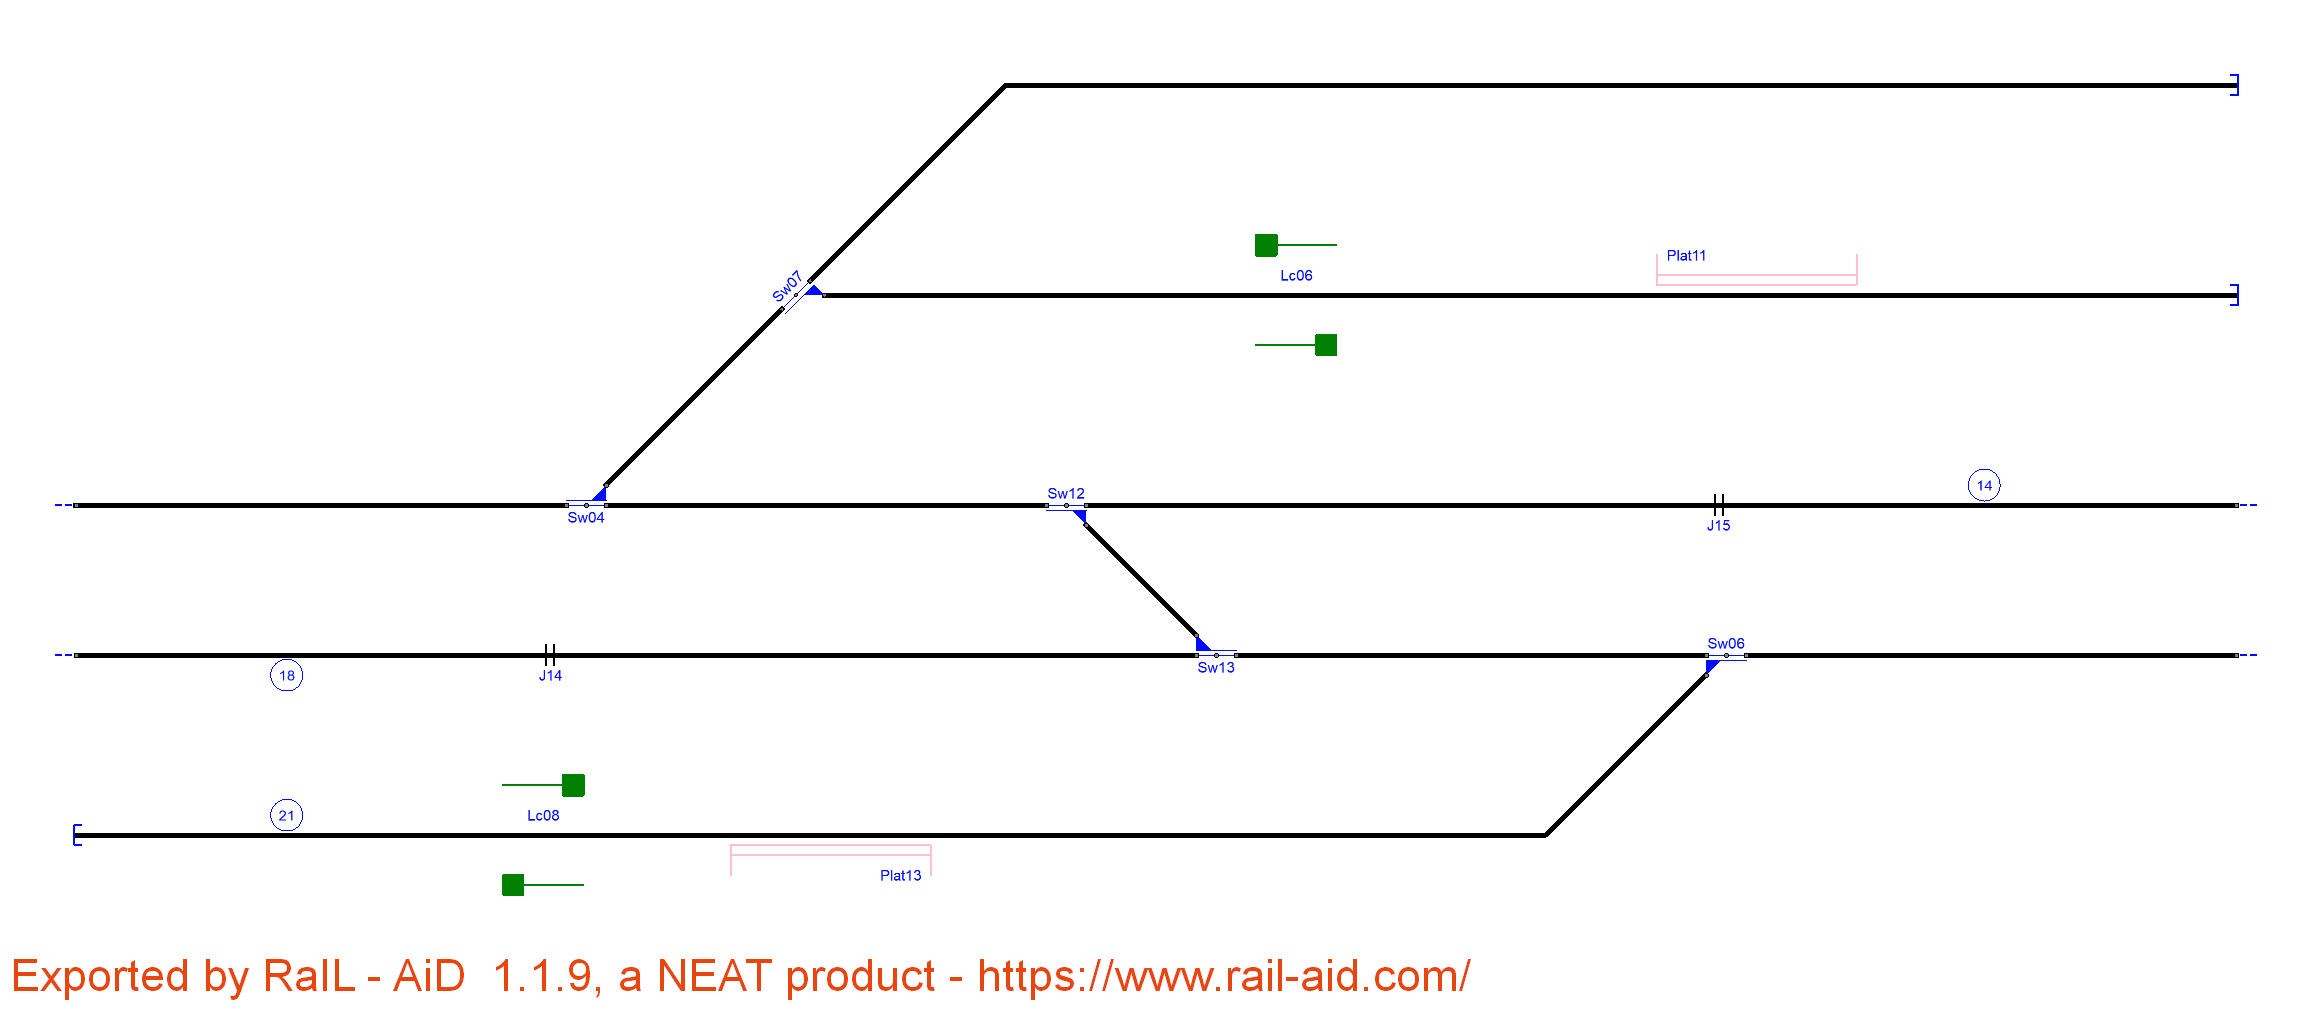 Plat11
Sw07
Lc06
14
Sw12
Sw04
J15
Sw06
Sw13
18
J14
Lc08
21
Plat13
Exported by RaIL - AiD 1.1.9, a NEAT product - https://www.rail-aid.com/